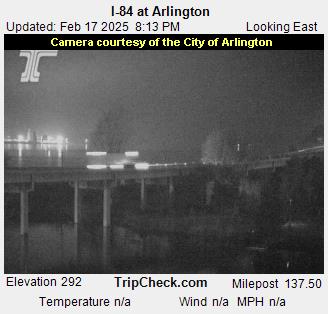 I-84 at Arlington
Updated: Feb 17 2025 8:13 PM Looking East
Camera courtesy of the City of Arlington
Elevation 292 TripCheck.com Milepost 137.50
Temperature n/a Wind n/a MPH n/a